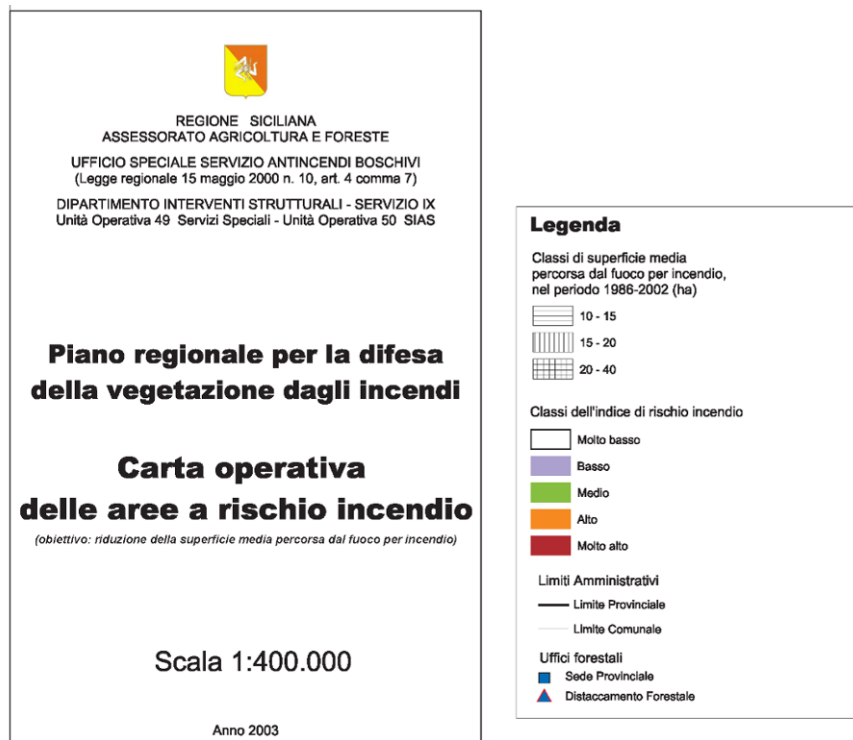 REGIONE SICILIANA
ASSESSORATO AGRICOLTURA E FORESTE
UFFICIO SPECIALE SERVIZIO ANTINCENDI BOSCHIVI
(Legge regionale 15 maggio 2000 n. 10, art. 4 comma 7)
DIPARTIMENTO INTERVENTI STRUTTURALI - SERVIZIO IX
Unità Operativa 49 Servizi Speciali - Unità Operativa 50 SIAS
Piano regionale per la difesa
della vegetazione dagli incendi
Carta operativa
delle aree a rischio incendio
(obiettivo: riduzione della superficie media percorsa dal fuoco per incendio)
Scala 1:400.000
Anno 2003
Legenda
Classi di superficie media
percorsa dal fuoco per incendio,
nel periodo 1986-2002 (ha)
10 - 15
15 - 20
20 - 40
Classi dell'indice di rischio incendio
Molto basso
Basso
Medio
Alto
Molto alto
Limiti Amministrativi
Limite Provinciale
Limite Comunale
Uffici forestali
Sede Provinciale
Distaccamento Forestale